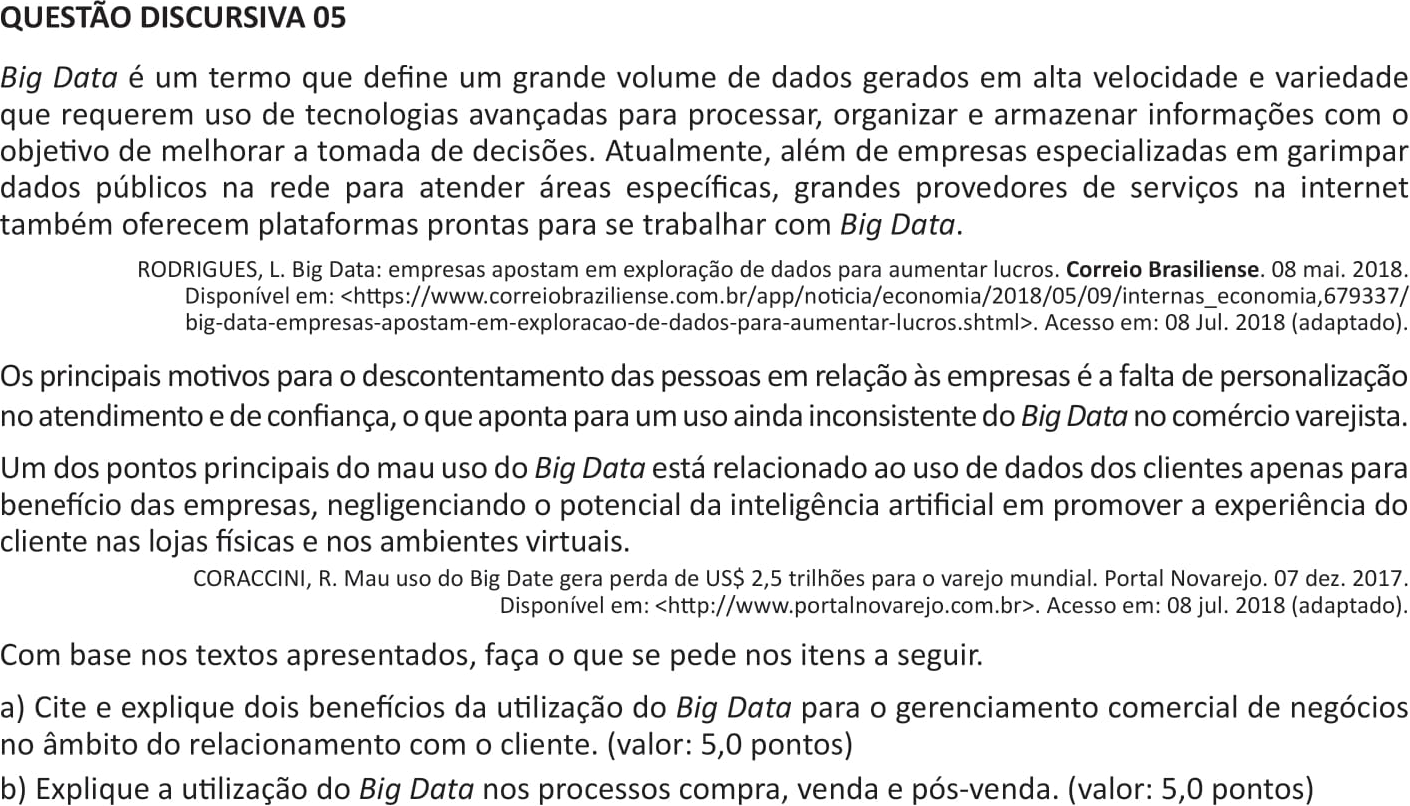 QUESTÃO DISCURSIVA 05
Big Data é um termo que define um grande volume de dados gerados em alta velocidade e variedade
que requerem uso de tecnologias avançadas para processar, organizar e armazenar informações com o
objetivo de melhorar a tomada de decisões. Atualmente, além de empresas especializadas em garimpar
dados públicos na rede para atender áreas específicas, grandes provedores de serviços na internet
também oferecem plataformas prontas para se trabalhar com Big Data.
RODRIGUES, L. Big Data: empresas apostam em exploração de dados para aumentar lucros. Correio Brasiliense. 08 mai. 2018.
Disponível em: <https://www.correiobraziliense.com.br/app/noticia/economia/2018/05/09/internas_economia,679337/
big-data-empresas-apostam-em-exploracao-de-dados-para-aumentar-lucros.shtml>. Acesso em: 08 Jul. 2018 (adaptado).
Os principais motivos para o descontentamento das pessoas em relação às empresas é a falta de personalização
no atendimento e de confiança, o que aponta para um uso ainda inconsistente do Big Data no comércio varejista.
Um dos pontos principais do mau uso do Big Data está relacionado ao uso de dados dos clientes apenas para
benefício das empresas, negligenciando o potencial da inteligência artificial em promover a experiência do
cliente nas lojas físicas e nos ambientes virtuais.
CORACCINI, R. Mau uso do Big Date gera perda de US$ 2,5 trilhões para o varejo mundial. Portal Novarejo. 07 dez. 2017.
Disponível em: <http://www.portalnovarejo.com.br>. Acesso em: 08 jul. 2018 (adaptado).
Com base nos textos apresentados, faça o que se pede nos itens a seguir.
a) Cite e explique dois benefícios da utilização do Big Data para o gerenciamento comercial de negócios
no âmbito do relacionamento com o cliente. (valor: 5,0 pontos)
b) Explique a utilização do Big Data nos processos compra, venda e pós-venda. (valor: 5,0 pontos)